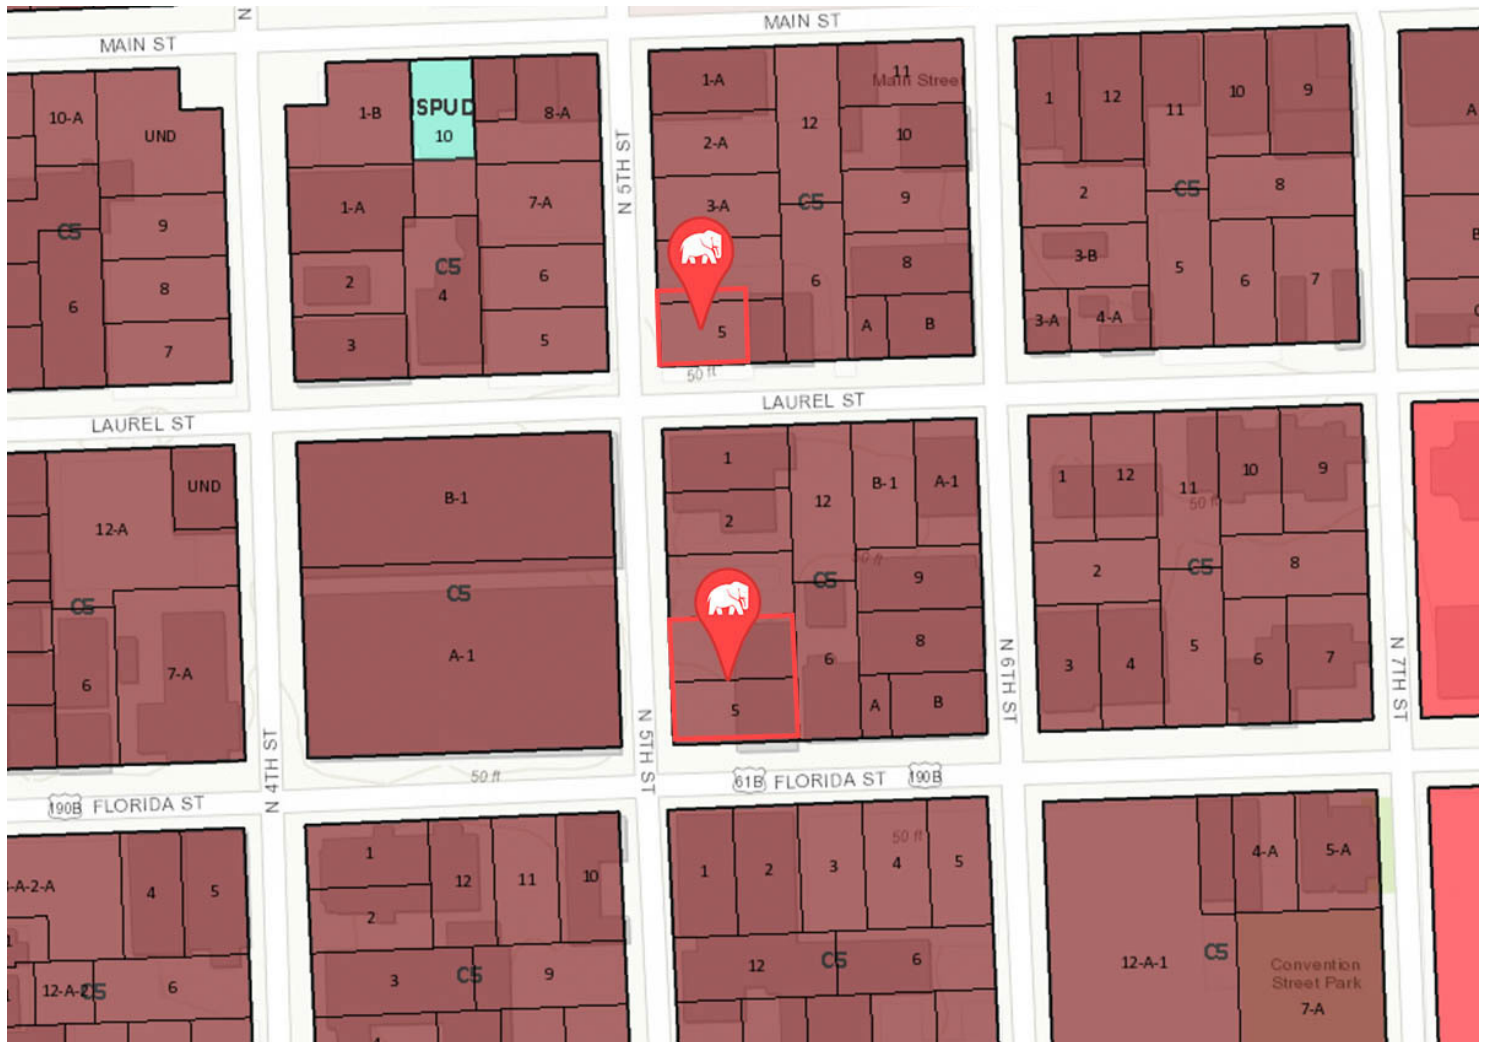 N
MAIN ST
MAIN ST
10-A
UND
C5
9
8
6
7
1-B
SPUD
10
8-A
1-A
7-A
C5
2
4
6
3
5
N 5TH ST
1-A
11
Main Street
12
2-A
10
3-A
C5
9
8
6
5
A
B
50 ft
1
12
11
10
9
2
C5
8
3-B
5
6
7
3-A
4-A
A
LAUREL ST
LAUREL ST
UND
12-A
C5
6
7-A
B-1
C5
A-1
1
B-1
A-1
12
2
50 ft
C5
9
8
6
5
A
B
1
12
11
10
9
50 ft
2
C5
8
3
4
5
6
7
N 4TH ST
N 5TH ST
N 6TH ST
N 7TH ST
50 ft
190B
FLORIDA ST
61B
FLORIDA ST
190B
-A-2-A
4
5
12-A-2
C5
6
1
12
11
10
2
3
C5
9
50 ft
1
2
3
4
5
12
C5
6
4-A
5-A
12-A-1
C5
Convention
Street Park
7-A